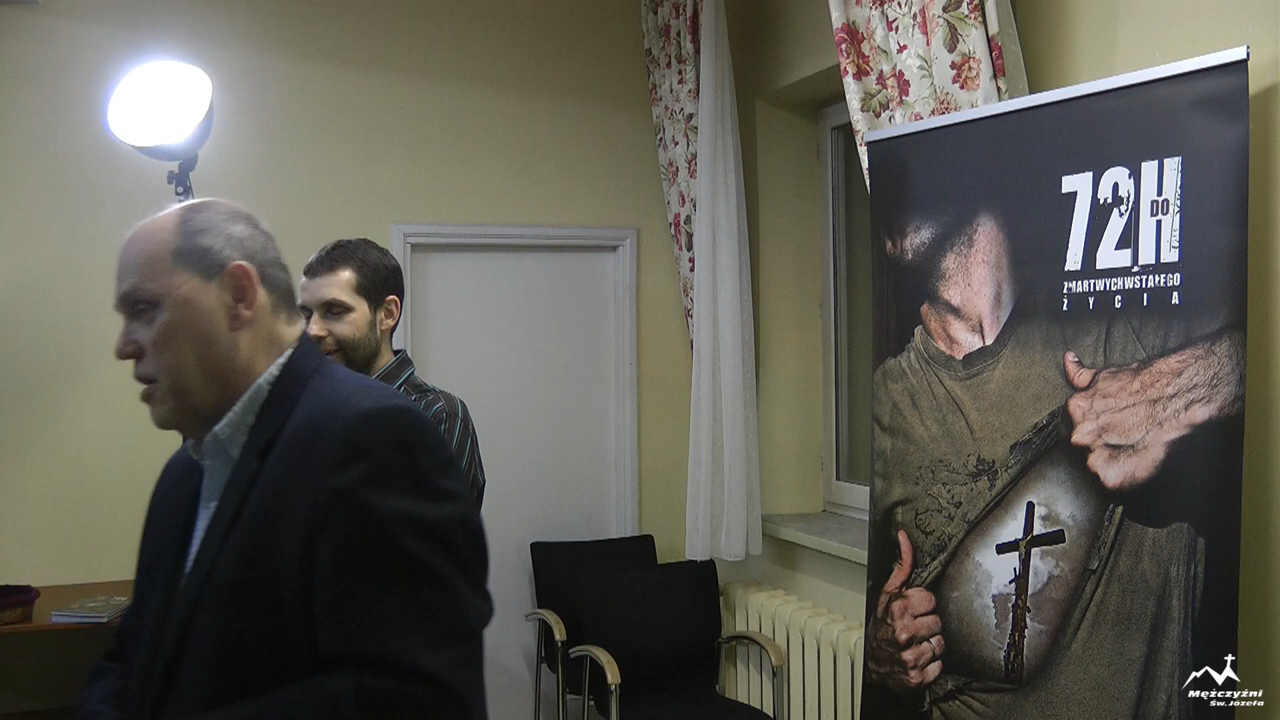 72H
DO
ZMARTWYCHWSTAŁEGO
ŻYCIA
Mężczyźni
Św. Józefa